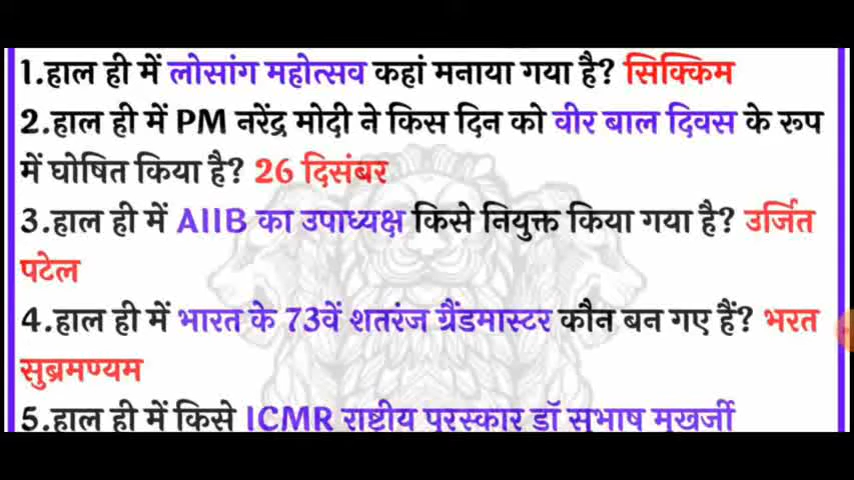 1.हाल ही में लोसांग महोत्सव कहां मनाया गया है? सिक्किम
2.हाल ही में PM नरेंद्र मोदी ने किस दिन को वीर बाल दिवस के रूप
में घोषित किया है? 26 दिसंबर
3.हाल ही में AIIB का उपाध्यक्ष किसे नियुक्त किया गया है? उर्जित
पटेल
4.हाल ही में भारत के 73वें शतरंज ग्रैंडमास्टर कौन बन गए हैं? भरत
सुब्रमण्यम
5.हाल ही में किसे ICMR राष्टीय पुरस्कार डॉ सुभाष मुखर्जी